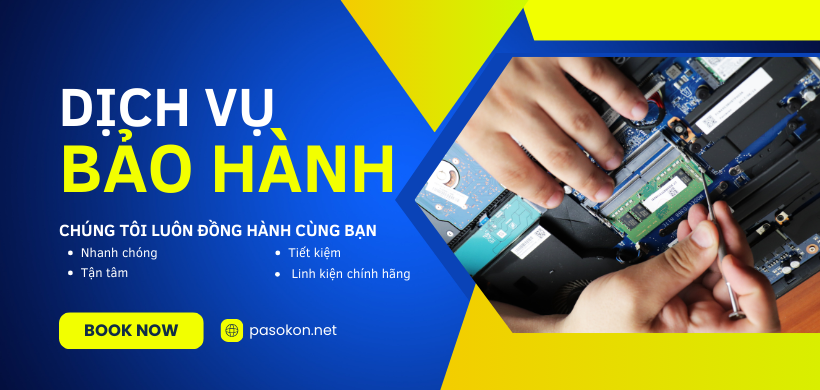 DỊCH VỤ
BẢO HÀNH
CHÚNG TÔI LUÔN ĐỒNG HÀNH CÙNG BẠN
• Nhanh chóng
• Tận tâm
• Tiết kiệm
• Linh kiện chính hãng
BOOK NOW
pasokon.net